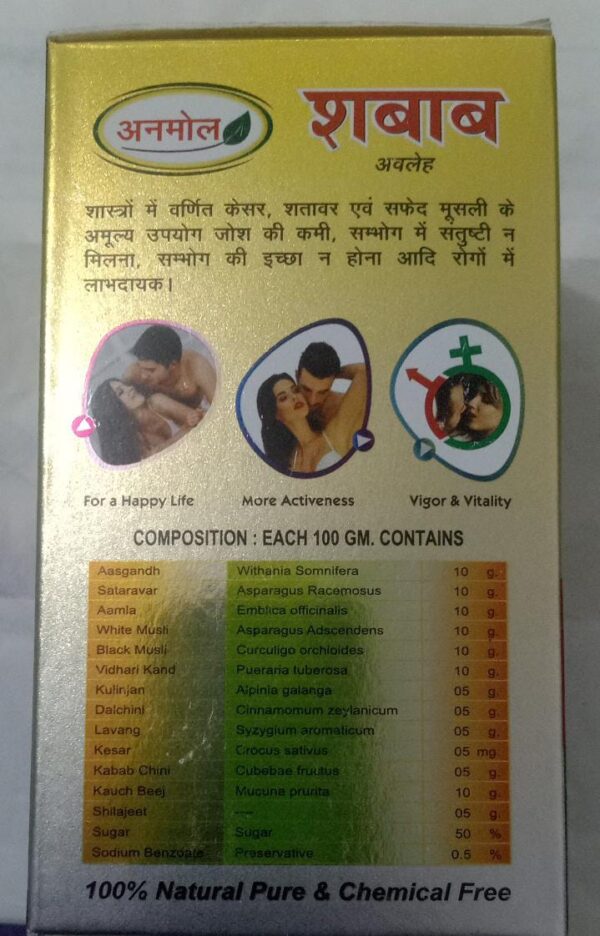 अनमोल
शबाब
अवलेह
शास्त्रों में वर्णित केसर, शतावर एवं सफेद मूसली के
अमूल्य उपयोग जोश की कमी, सम्भोग में संतुष्टी न
मिलना, सम्भोग की इच्छा न होना आदि रोगों में
लाभदायक।
For a Happy Life More Activeness Vigor & Vitality
COMPOSITION : EACH 100 GM. CONTAINS
Aasgandh Withania Somnifera 10 g.
Sataravar Asparagus Racemosus 10 g.
Aamla Emblica officinalis 10 g.
White Musli Asparagus Adscendens 10 g.
Black Musli Curculigo orchioides 10 g.
Vidhari Kand Pueraria tuberosa 10 g.
Kulinjan Alpinia galanga 05 g.
Dalchini Cinnamomum zeylanicum 05 g.
Lavang Syzygium aromaticum 05 g.
Kesar Crocus sativus 05 mg.
Kabab Chini Cubebae fructus 05 g.
Kauch Beej Mucuna prurita 10 g.
Shilajeet ---- 05 g.
Sugar Sugar 50 %
Sodium Benzoate Preservative 0.5 %
100% Natural Pure & Chemical Free